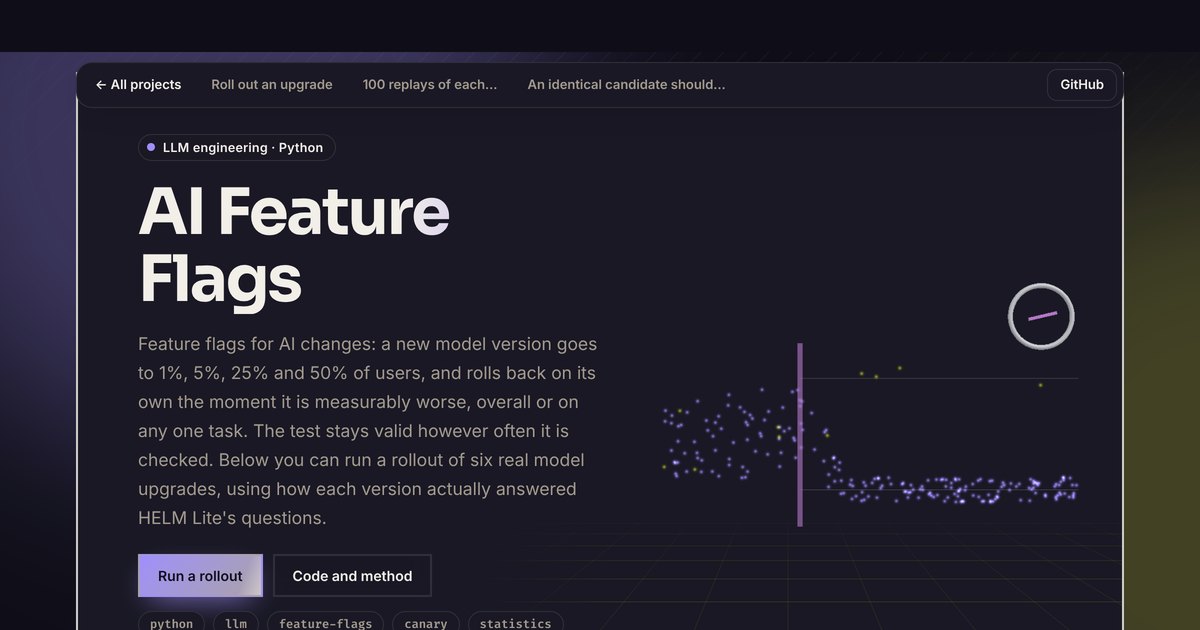 ← All projects
Roll out an upgrade
100 replays of each...
An identical candidate should...
GitHub
LLM engineering · Python
AI Feature
Flags
Feature flags for AI changes: a new model version goes
to 1%, 5%, 25% and 50% of users, and rolls back on its
own the moment it is measurably worse, overall or on
any one task. The test stays valid however often it is
checked. Below you can run a rollout of six real model
upgrades, using how each version actually answered
HELM Lite's questions.
Run a rollout
Code and method
python
llm
feature-flags
canary
statistics